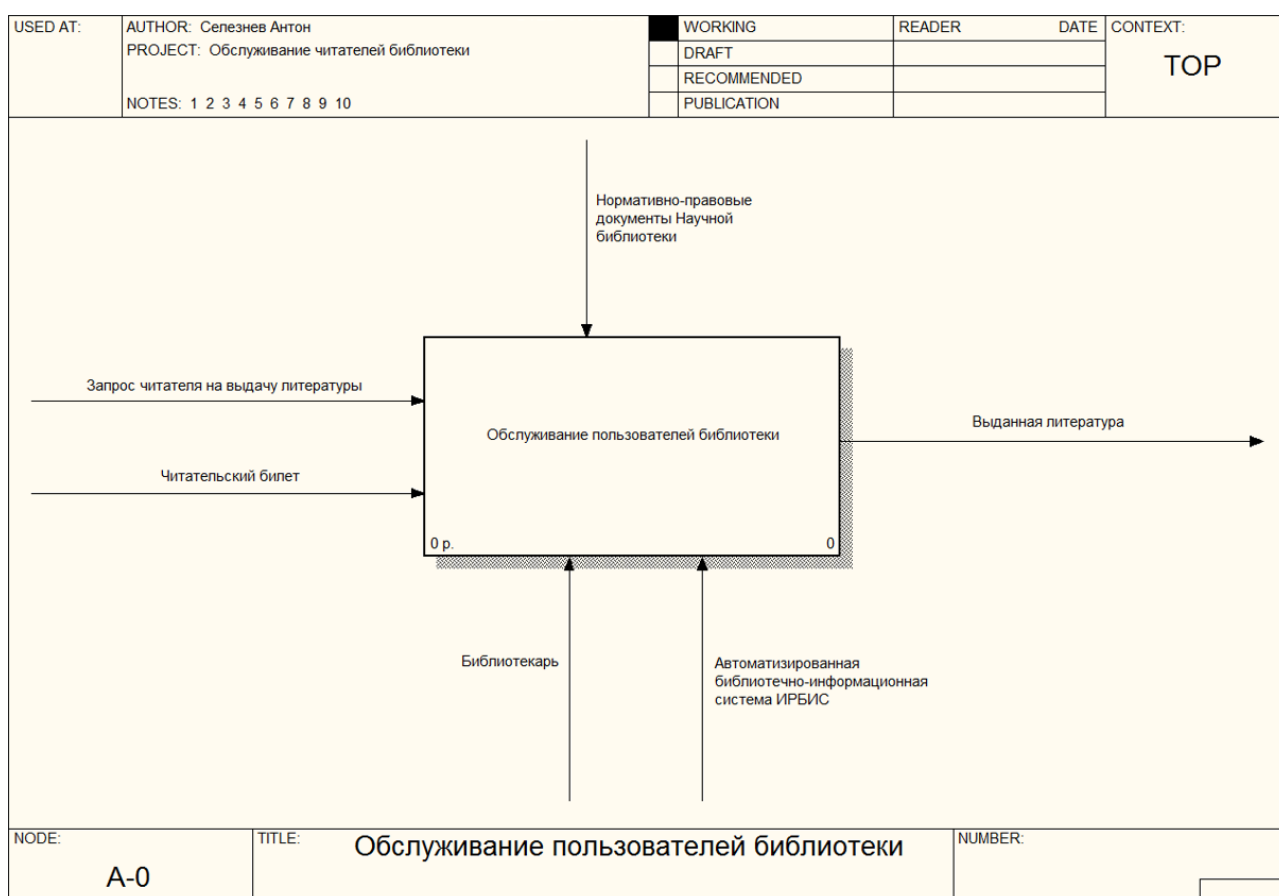 USED AT:
AUTHOR: Селезнев Антон
PROJECT: Обслуживание читателей библиотеки
NOTES: 1 2 3 4 5 6 7 8 9 10
WORKING
DRAFT
RECOMMENDED
PUBLICATION
READER DATE
CONTEXT:
TOP
Нормативно-правовые
документы Научной
библиотеки
Запрос читателя на выдачу литературы
Читательский билет
Обслуживание пользователей библиотеки
0 р. 0
Выданная литература
Библиотекарь
Автоматизированная
библиотечно-информационная
система ИРБИС
NODE:
A-0
TITLE:
Обслуживание пользователей библиотеки
NUMBER: